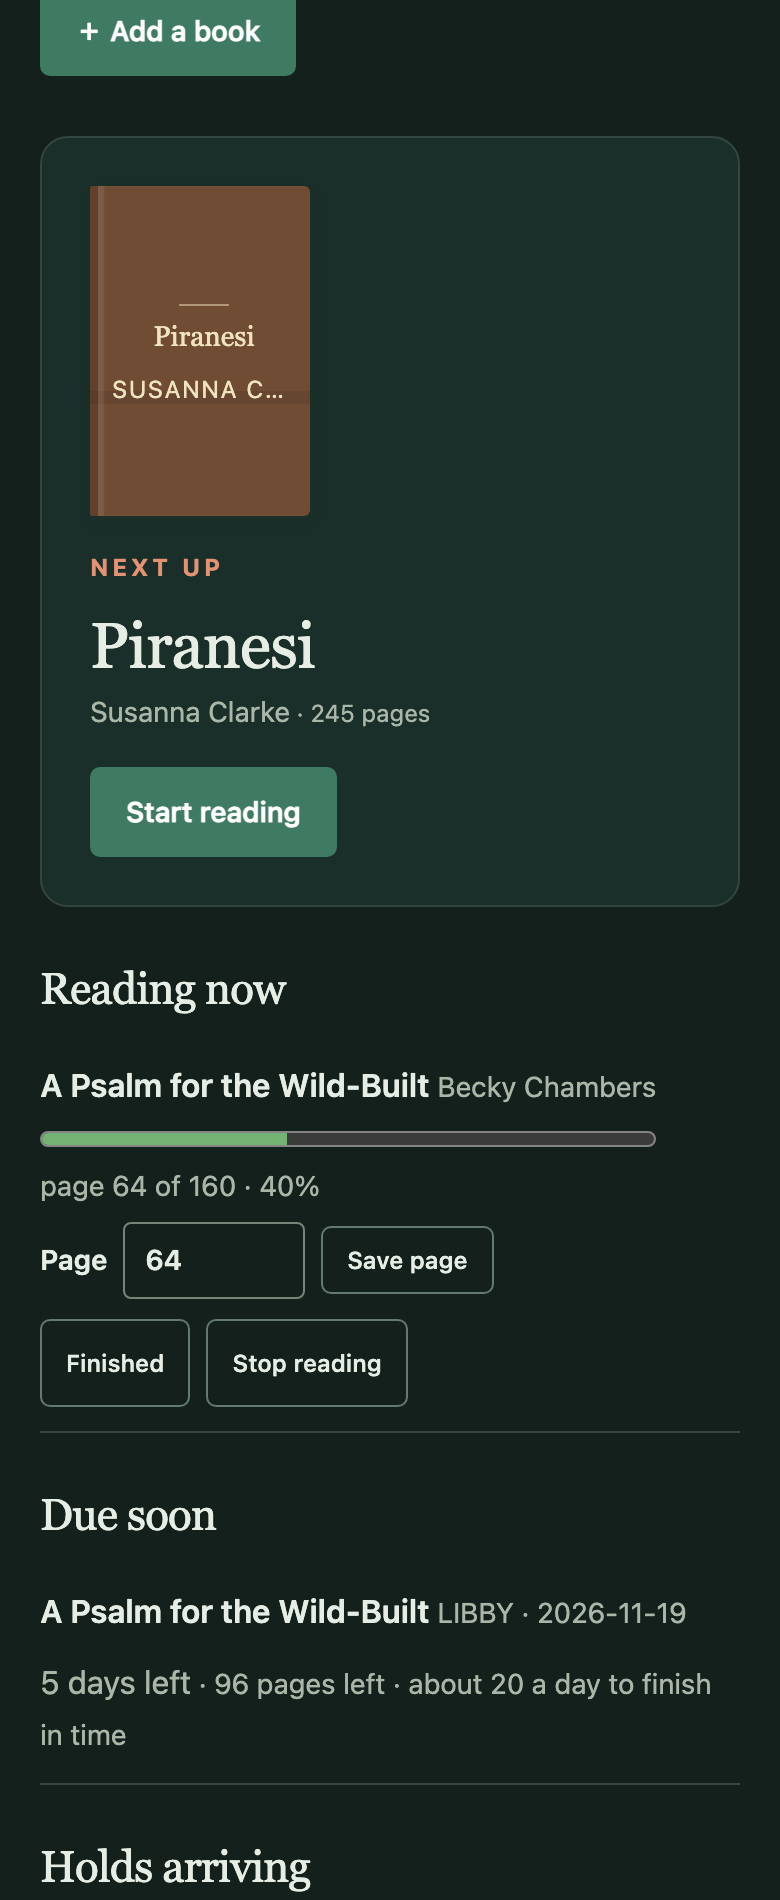 + Add a book
Piranesi
SUSANNA C...
NEXT UP
Piranesi
Susanna Clarke · 245 pages
Start reading
Reading now
A Psalm for the Wild-Built Becky Chambers
page 64 of 160 · 40%
Page 64 Save page
Finished Stop reading
Due soon
A Psalm for the Wild-Built LIBBY · 2026-11-19
5 days left · 96 pages left · about 20 a day to finish
in time
Holds arriving